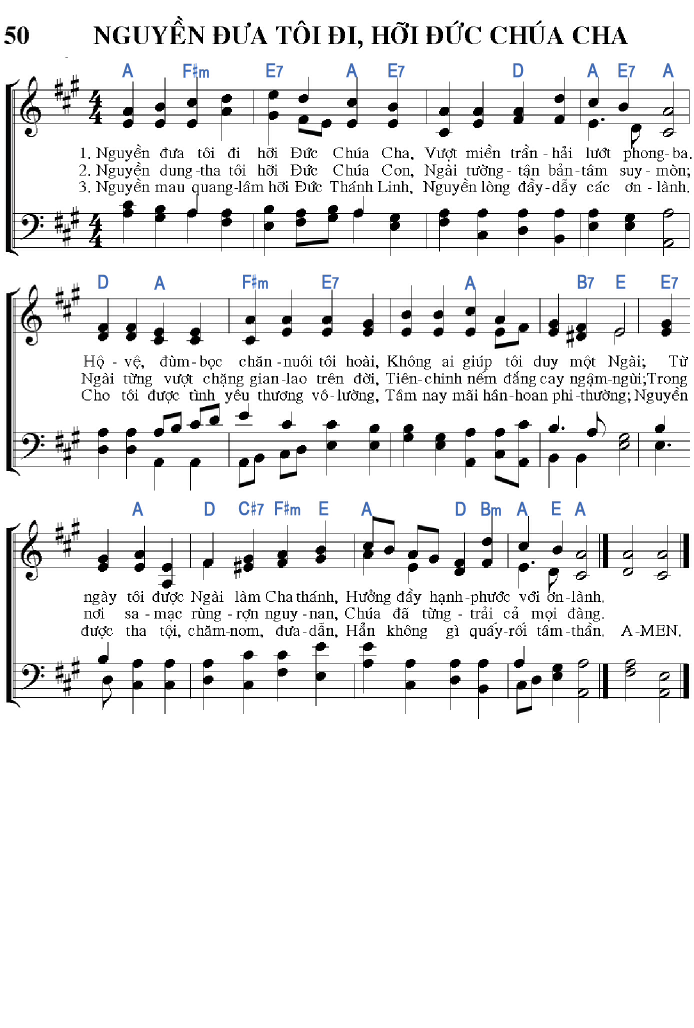 50 NGUYỀN ĐƯA TÔI ĐI, HỠI ĐỨC CHÚA CHA
A F#m E7 A E7 D A E7 A
4 4
1. Nguyền đưa tôi đi hỡi Đức Chúa Cha, Vượt miền trần-hải lướt phong-ba.
2. Nguyền dung-tha tôi hỡi Đức Chúa Con, Ngài tường-tận bản-tâm suy-mòn;
3. Nguyền mau quang-lâm hỡi Đức Thánh Linh, Nguyền lòng đầy-dẫy các ơn-lành.
4 4
D A F#m E7 A B7 E E7
Hộ-vệ, đùm-bọc chăn-nuôi tôi hoài, Không ai giúp tôi duy một Ngài; Từ
Ngài từng vượt chặng gian-lao trên đời, Tiên-chinh nếm đắng cay ngậm-ngùi; Trong
Cho tôi được tình yêu thương vô-lường, Tâm nay mãi hân-hoan phi-thường; Nguyền
A D C#7 F#m E A D Bm A E A
ngày tôi được Ngài làm Cha thánh, Hưởng đầy hạnh-phước với ơn-lành.
nơi sa-mạc rùng-rợn nguy-nan, Chúa đã từng-trải cả mọi đàng.
được tha tội, chăm-nom, đưa-dẫn, Hẳn không gì quấy-rối tâm-thần. A-MEN.